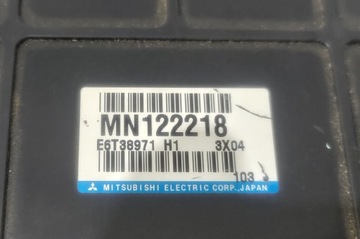 MN122218
E6T38971 H1 3X04
103
MITSUBISHI ELECTRIC CORP.,JAPAN